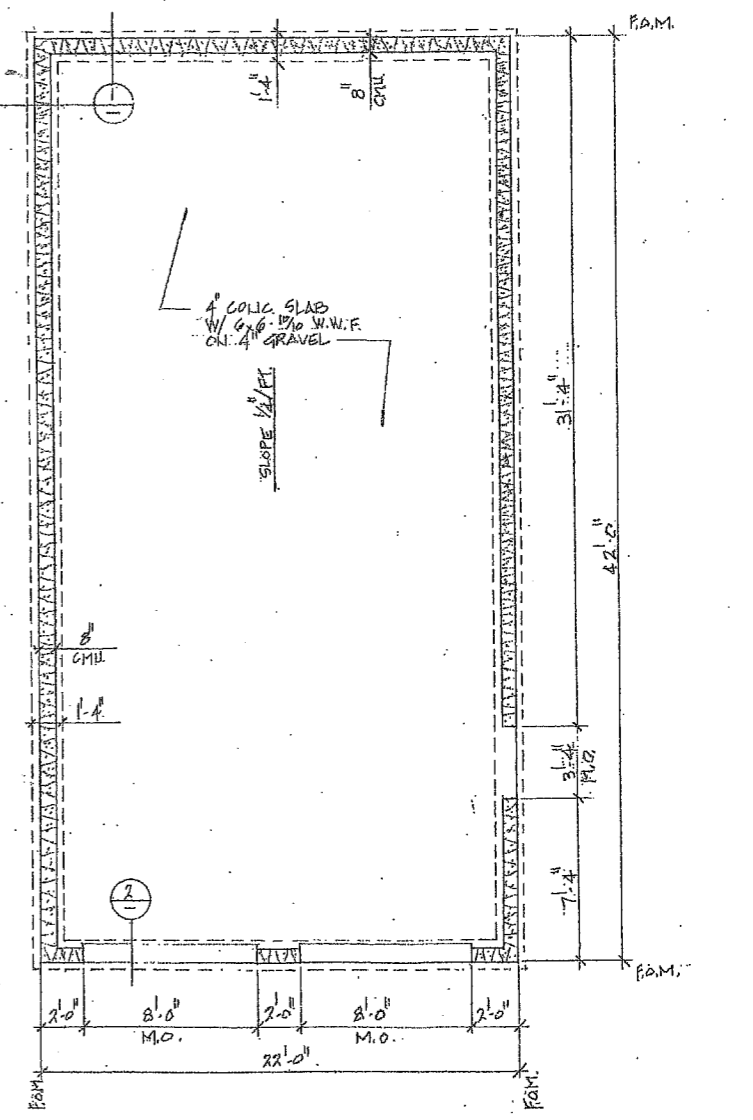 F.O.M.
1
1'-4"
8"
CMU
4" CONC. SLAB
W/ 6x6-10/10 W.W.F.
ON 4" GRAVEL
SLOPE 1/4"/FT.
31'-4"
42'-0"
8"
CMU
1'-4"
3'-4"
M.O.
7'-4"
2
F.O.M.
2'-0" 8'-0" 2'-0" 8'-0" 2'-0"
M.O. M.O.
22'-0"
F.O.M. F.O.M.